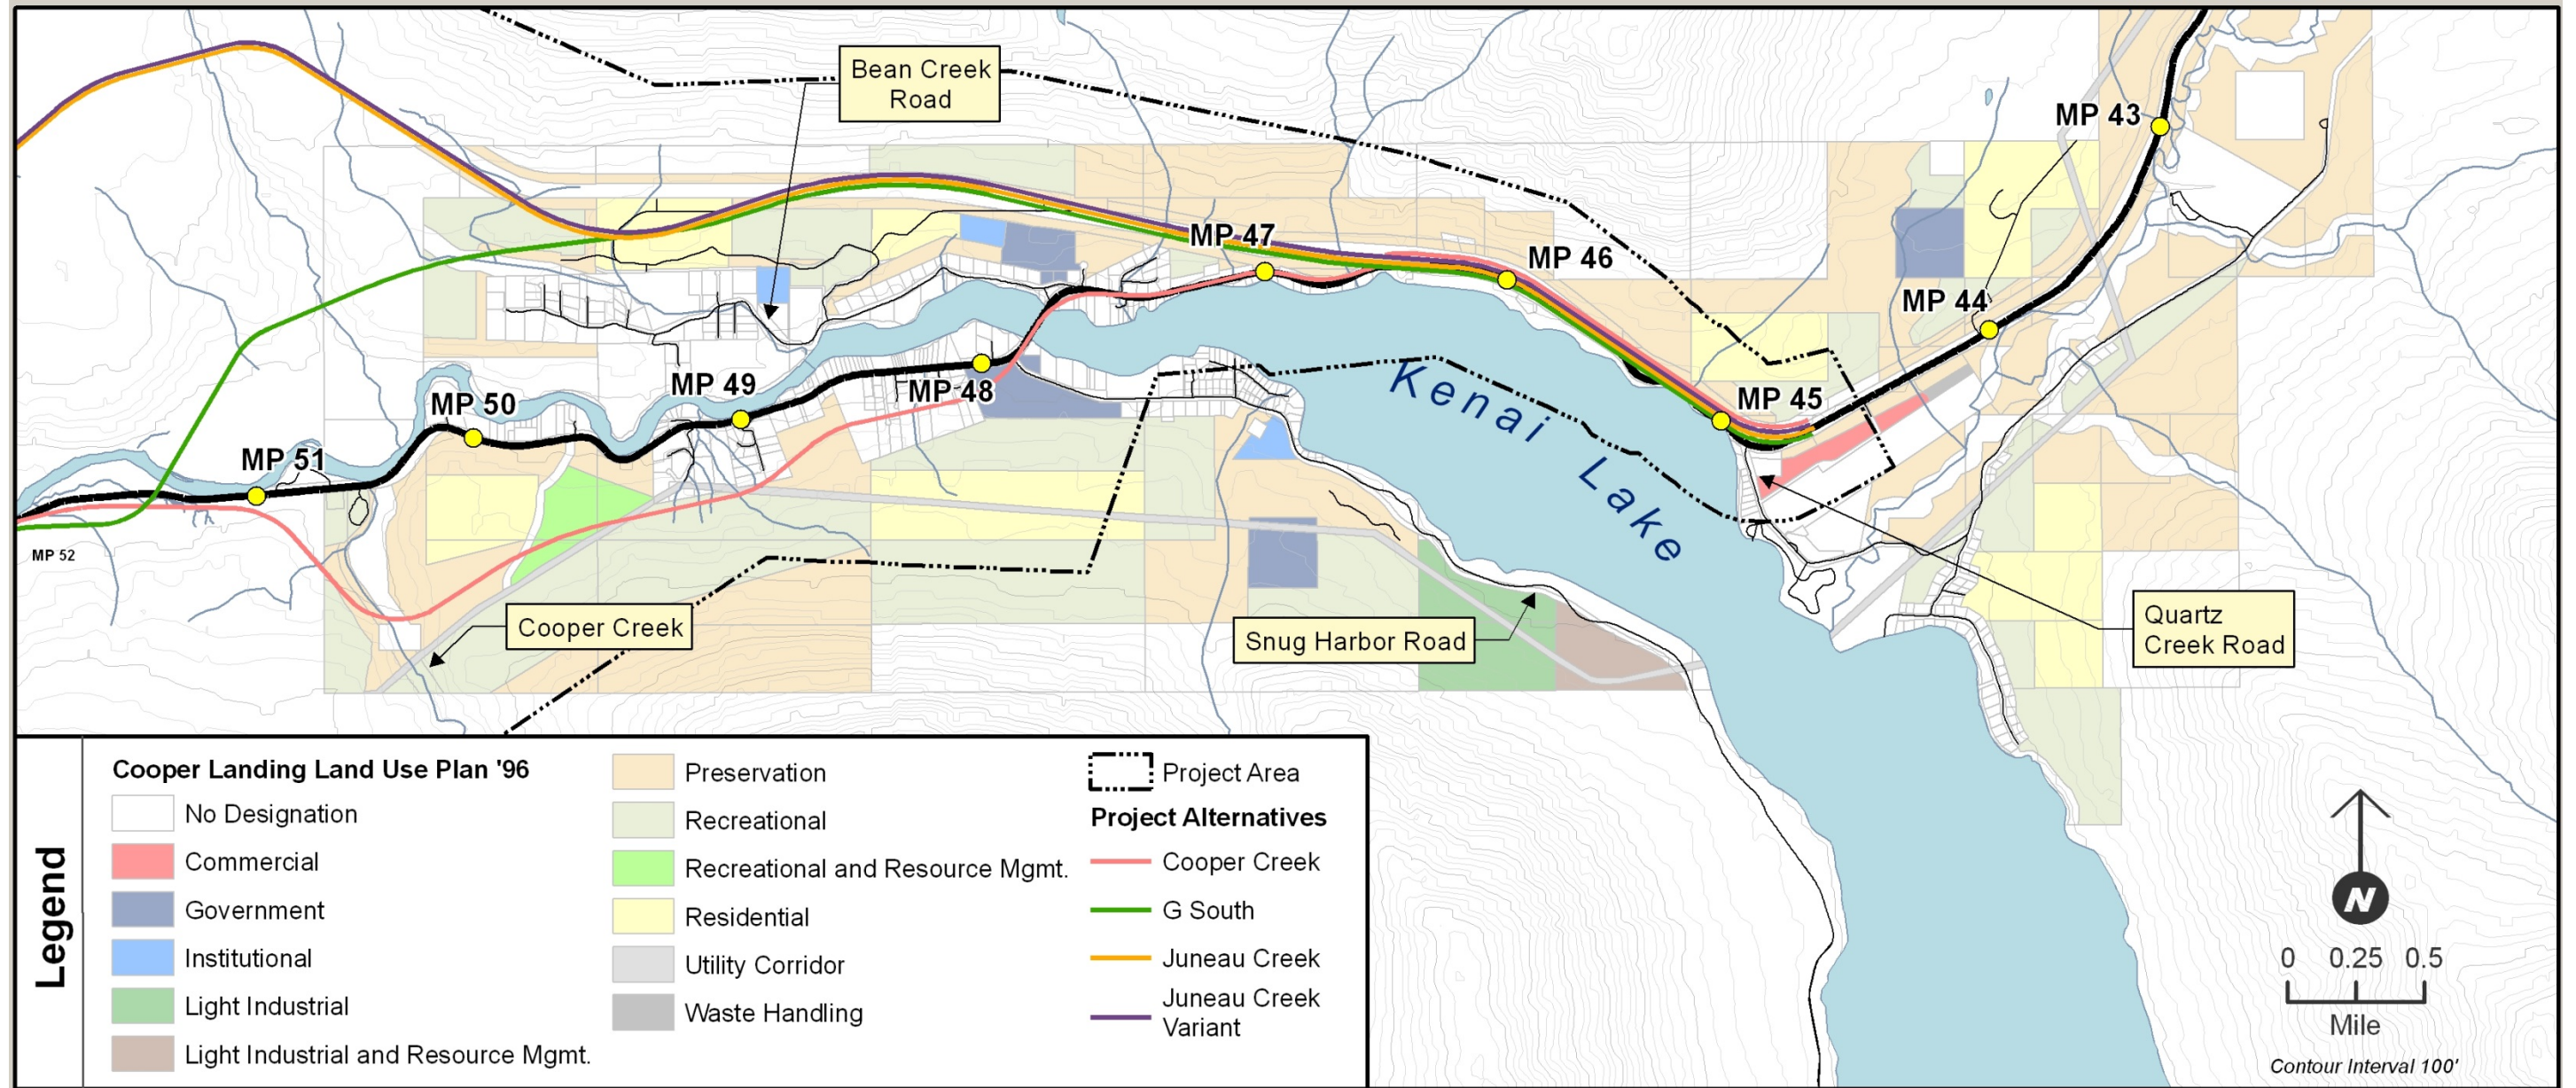 Bean Creek
Road
MP 43
MP 47
MP 46
MP 44
MP 45
MP 48
MP 49
MP 50
MP 51
MP 52
Kenai Lake
Cooper Creek
Snug Harbor Road
Quartz
Creek Road
Legend
Cooper Landing Land Use Plan '96
No Designation
Commercial
Government
Institutional
Light Industrial
Light Industrial and Resource Mgmt.
Preservation
Recreational
Recreational and Resource Mgmt.
Residential
Utility Corridor
Waste Handling
Project Area
Project Alternatives
Cooper Creek
G South
Juneau Creek
Juneau Creek
Variant
N
0 0.25 0.5
Mile
Contour Interval 100'